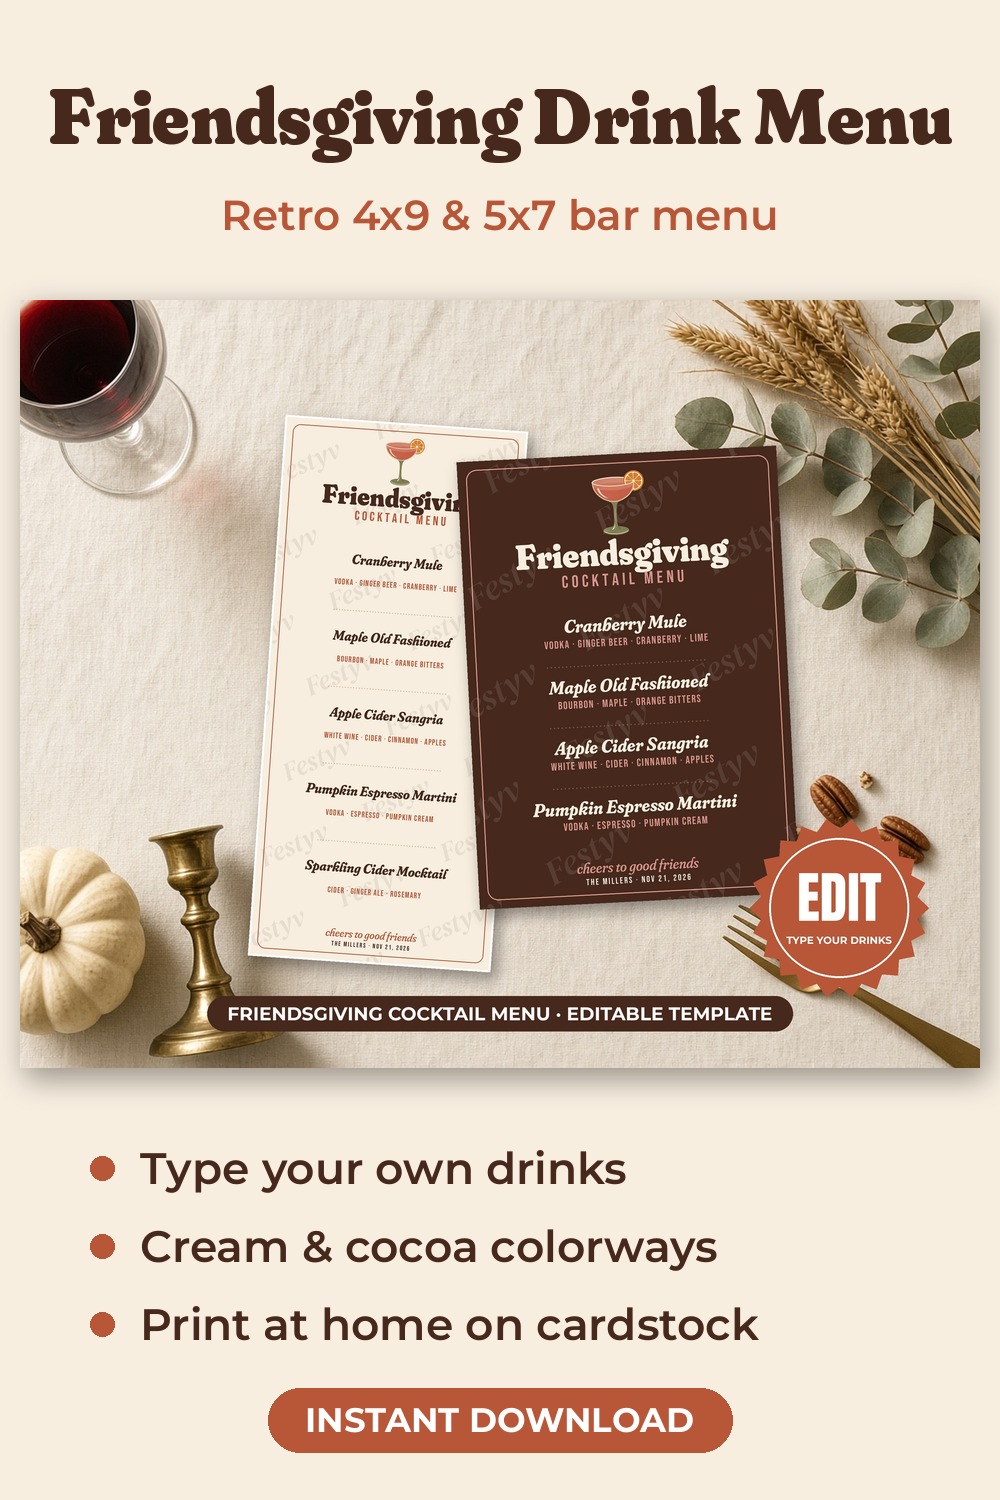 Friendsgiving Drink Menu
Retro 4x9 & 5x7 bar menu
Friendsgivin
COCKTAIL MENU
Cranberry Mule
VODKA · GINGER BEER · CRANBERRY · LIME
Maple Old Fashioned
BOURBON · MAPLE · ORANGE BITTERS
Apple Cider Sangria
WHITE WINE · CIDER · CINNAMON · APPLES
Pumpkin Espresso Martini
VODKA · ESPRESSO · PUMPKIN CREAM
Sparkling Cider Mocktail
CIDER · GINGER ALE · ROSEMARY
cheers to good friends
THE MILLERS · NOV 21, 2026
Friendsgiving
COCKTAIL MENU
Cranberry Mule
VODKA · GINGER BEER · CRANBERRY · LIME
Maple Old Fashioned
BOURBON · MAPLE · ORANGE BITTERS
Apple Cider Sangria
WHITE WINE · CIDER · CINNAMON · APPLES
Pumpkin Espresso Martini
VODKA · ESPRESSO · PUMPKIN CREAM
cheers to good friends
THE MILLERS · NOV 21, 2026
Festyv
EDIT
TYPE YOUR DRINKS
FRIENDSGIVING COCKTAIL MENU · EDITABLE TEMPLATE
Type your own drinks
Cream & cocoa colorways
Print at home on cardstock
INSTANT DOWNLOAD